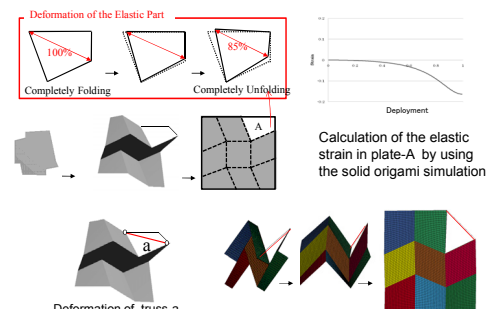 Deformation of the Elastic Part
100%
85%
Completely Folding
Completely Unfolding
A
Deployment
Calculation of the elastic
strain in plate-A by using
the solid origami simulation
a
Deformation of truss a